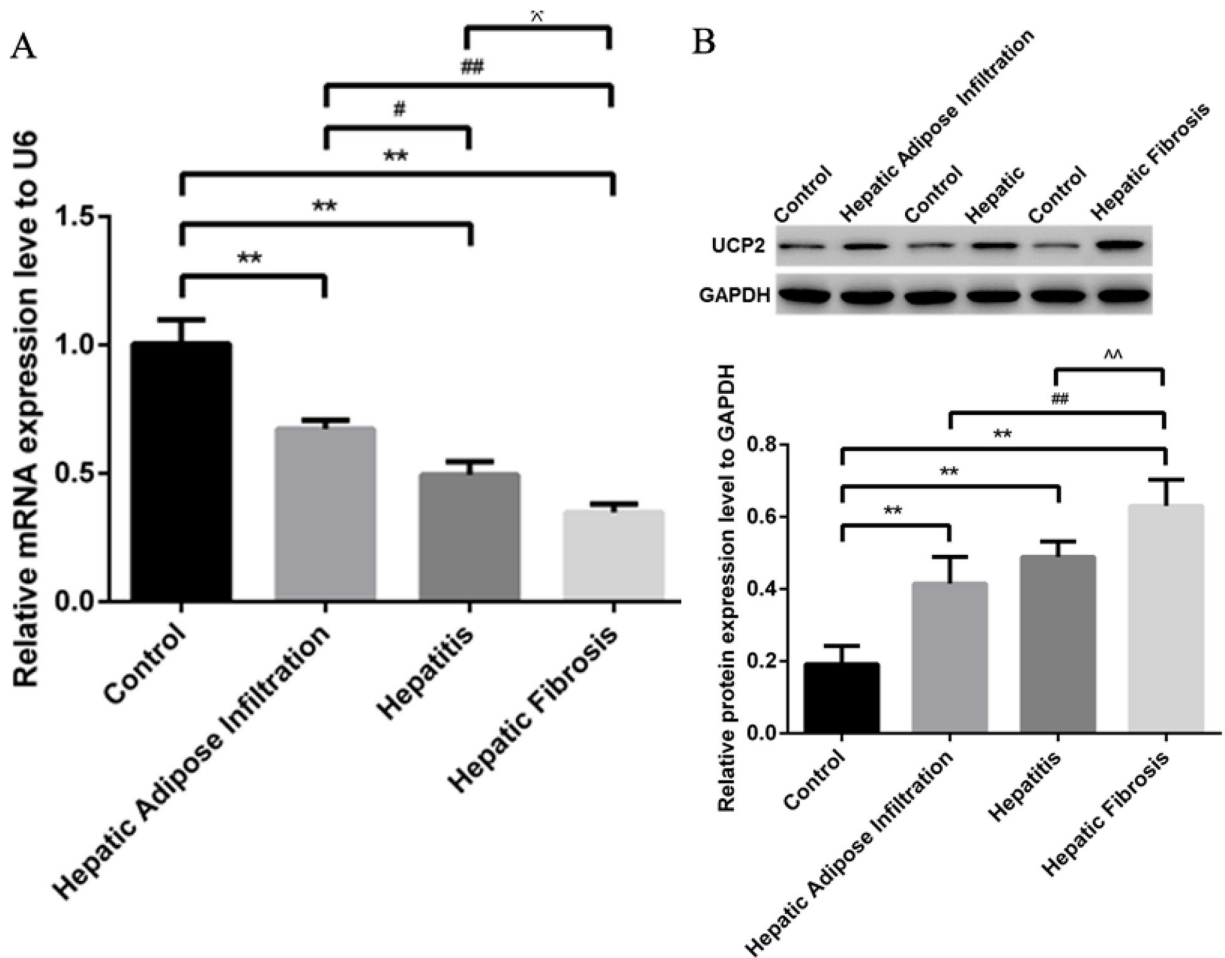 A
^
##
#
**
**
**
Relative mRNA expression leve to U6
1.5
1.0
0.5
0.0
Control
Hepatic Adipose Infiltration
Hepatitis
Hepatic Fibrosis
B
Control
Hepatic Adipose Infiltration
Control
Hepatic
Control
Hepatic Fibrosis
UCP2
GAPDH
^^
##
**
**
**
Relative protein expression level to GAPDH
0.8
0.6
0.4
0.2
0.0
Control
Hepatic Adipose Infiltration
Hepatitis
Hepatic Fibrosis